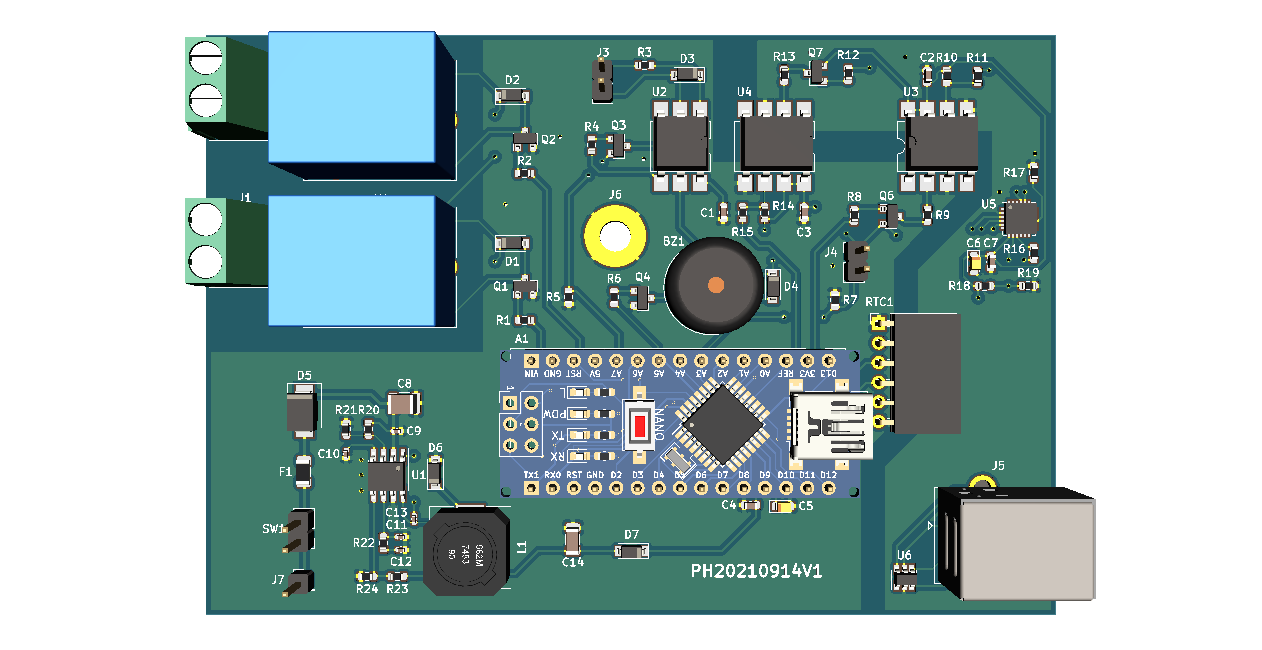 J3
R3
D3
R13
Q7
R12
C2
R10
R11
D2
U2
U4
U3
Q2
R4
Q3
R2
R17
J1
J6
C1
R15
R14
C3
R8
Q6
R9
U5
D1
BZ1
J4
R16
C6
C7
Q1
R5
R6
Q4
D4
R7
R18
R19
RTC1
R1
A1
VIN
GND
RST
5V
A7
A6
A5
A4
A3
A2
A1
A0
REF
3V3
D13
D5
C8
1
L
POW
TX
RX
NANO
R21
R20
C9
C10
U1
D6
F1
TX1
RX0
RST
GND
D2
D3
D4
D5
D6
D7
D8
D9
D10
D11
D12
J5
C4
C5
C13
C11
SW1
R22
C12
962M
7463
90
L1
C14
D7
J7
R24
R23
PH20210914V1
U6